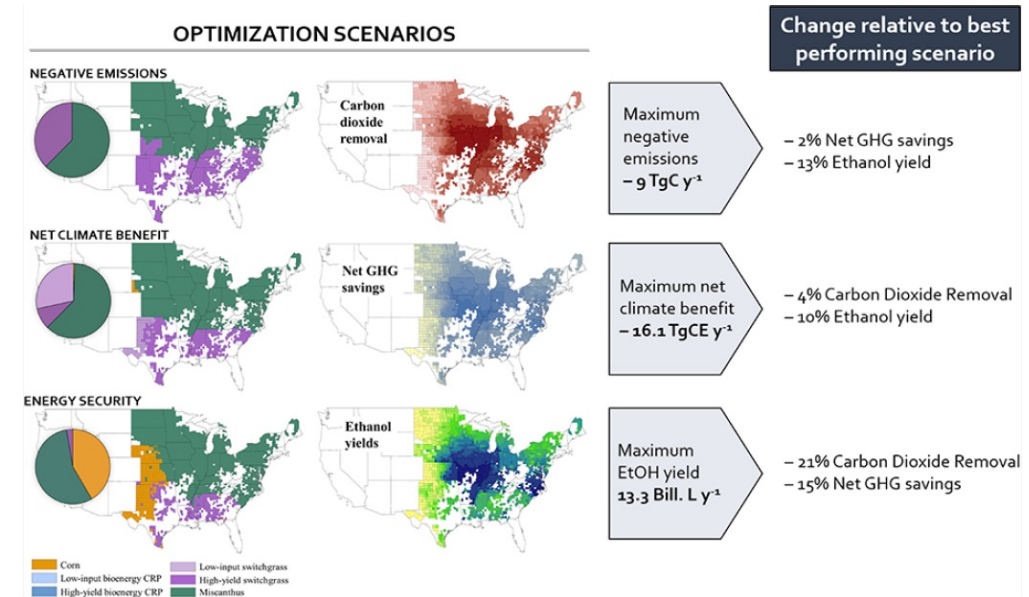 OPTIMIZATION SCENARIOS
Change relative to best
performing scenario
NEGATIVE EMISSIONS
Carbon
dioxide
removal
Maximum
negative
emissions
– 9 TgC y⁻¹
– 2% Net GHG savings
– 13% Ethanol yield
NET CLIMATE BENEFIT
Net GHG
savings
Maximum net
climate benefit
– 16.1 TgCE y⁻¹
– 4% Carbon Dioxide Removal
– 10% Ethanol yield
ENERGY SECURITY
Ethanol
yields
Maximum
EtOH yield
13.3 Bill. L y⁻¹
– 21% Carbon Dioxide Removal
– 15% Net GHG savings
Corn
Low-input bioenergy CRP
High-yield bioenergy CRP
Low-input switchgrass
High-yield switchgrass
Miscanthus